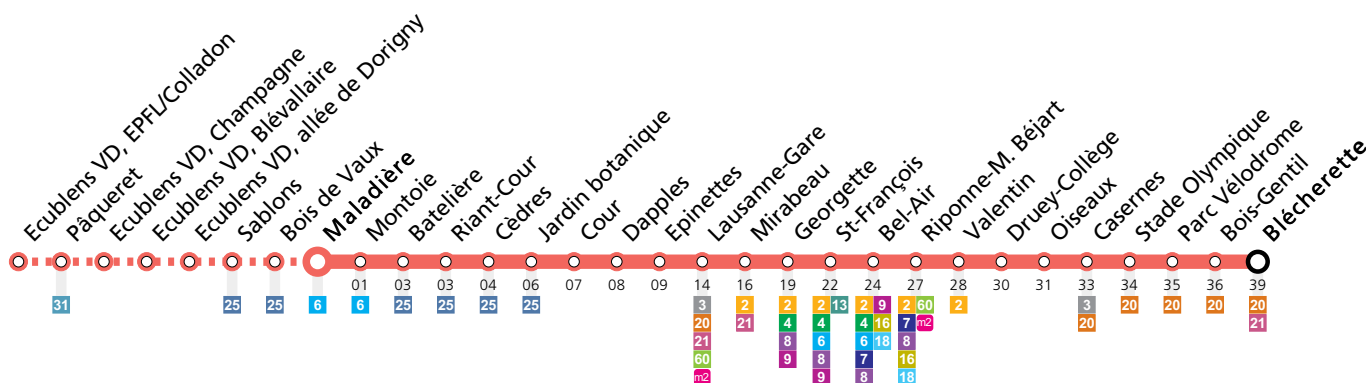 Ecublens VD, EPFL/Colladon
Pâqueret
Ecublens VD, Champagne
Ecublens VD, Blévallaire
Ecublens VD, allée de Dorigny
Sablons
Bois de Vaux
Maladière
Montoie
Batelière
Riant-Cour
Cèdres
Jardin botanique
Cour
Dapples
Epinettes
Lausanne-Gare
Mirabeau
Georgette
St-François
Bel-Air
Riponne-M. Béjart
Valentin
Druey-Collège
Oiseaux
Casernes
Stade Olympique
Parc Vélodrome
Bois-Gentil
Blécherette
01 03 03 04 06 07 08 09 14 16 19 22 24 27 28 30 31 33 34 35 36 39
31 25 25 6 6 25 25 25 25 3 2 2 2 13 2 9 2 60 2 3 20 20 20 20
20 21 4 4 4 16 7 m2 20 21
21 8 6 6 18 8
60 9 8 7 16
m2 9 8 18